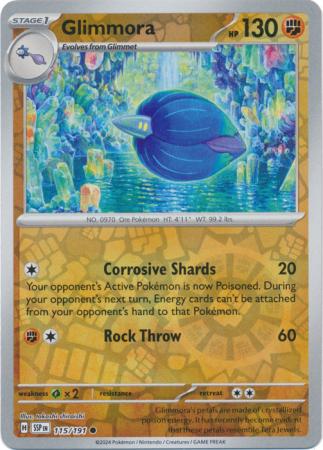 STAGE 1
Glimmora
HP 130
Evolves from Glimmet
NO. 0970 Ore Pokémon HT: 4'11" WT: 99.2 lbs.
Corrosive Shards 20
Your opponent's Active Pokémon is now Poisoned. During your opponent's next turn, Energy cards can't be attached from your opponent's hand to that Pokémon.
Rock Throw 60
weakness ×2 resistance retreat
Illus. takashi shiraishi
H SSP EN 115/191
Glimmora's petals are made of crystallized poison energy. It has recently become evident that these petals resemble Tera Jewels.
©2024 Pokémon / Nintendo / Creatures / GAME FREAK